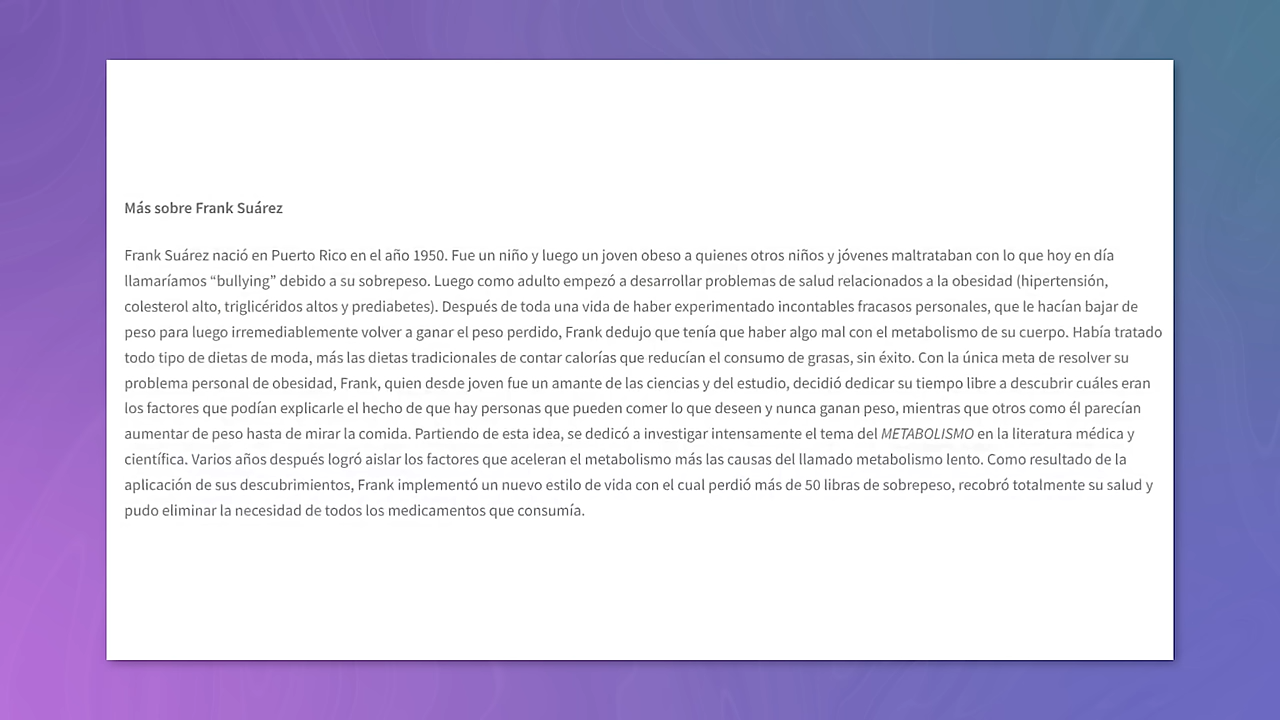 Más sobre Frank Suárez
Frank Suárez nació en Puerto Rico en el año 1950. Fue un niño y luego un joven obeso a quienes otros niños y jóvenes maltrataban con lo que hoy en día
llamaríamos “bullying” debido a su sobrepeso. Luego como adulto empezó a desarrollar problemas de salud relacionados a la obesidad (hipertensión,
colesterol alto, triglicéridos altos y prediabetes). Después de toda una vida de haber experimentado incontables fracasos personales, que le hacían bajar de
peso para luego irremediablemente volver a ganar el peso perdido, Frank dedujo que tenía que haber algo mal con el metabolismo de su cuerpo. Había tratado
todo tipo de dietas de moda, más las dietas tradicionales de contar calorías que reducían el consumo de grasas, sin éxito. Con la única meta de resolver su
problema personal de obesidad, Frank, quien desde joven fue un amante de las ciencias y del estudio, decidió dedicar su tiempo libre a descubrir cuáles eran
los factores que podían explicarle el hecho de que hay personas que pueden comer lo que deseen y nunca ganan peso, mientras que otros como él parecían
aumentar de peso hasta de mirar la comida. Partiendo de esta idea, se dedicó a investigar intensamente el tema del METABOLISMO en la literatura médica y
científica. Varios años después logró aislar los factores que aceleran el metabolismo más las causas del llamado metabolismo lento. Como resultado de la
aplicación de sus descubrimientos, Frank implementó un nuevo estilo de vida con el cual perdió más de 50 libras de sobrepeso, recobró totalmente su salud y
pudo eliminar la necesidad de todos los medicamentos que consumía.